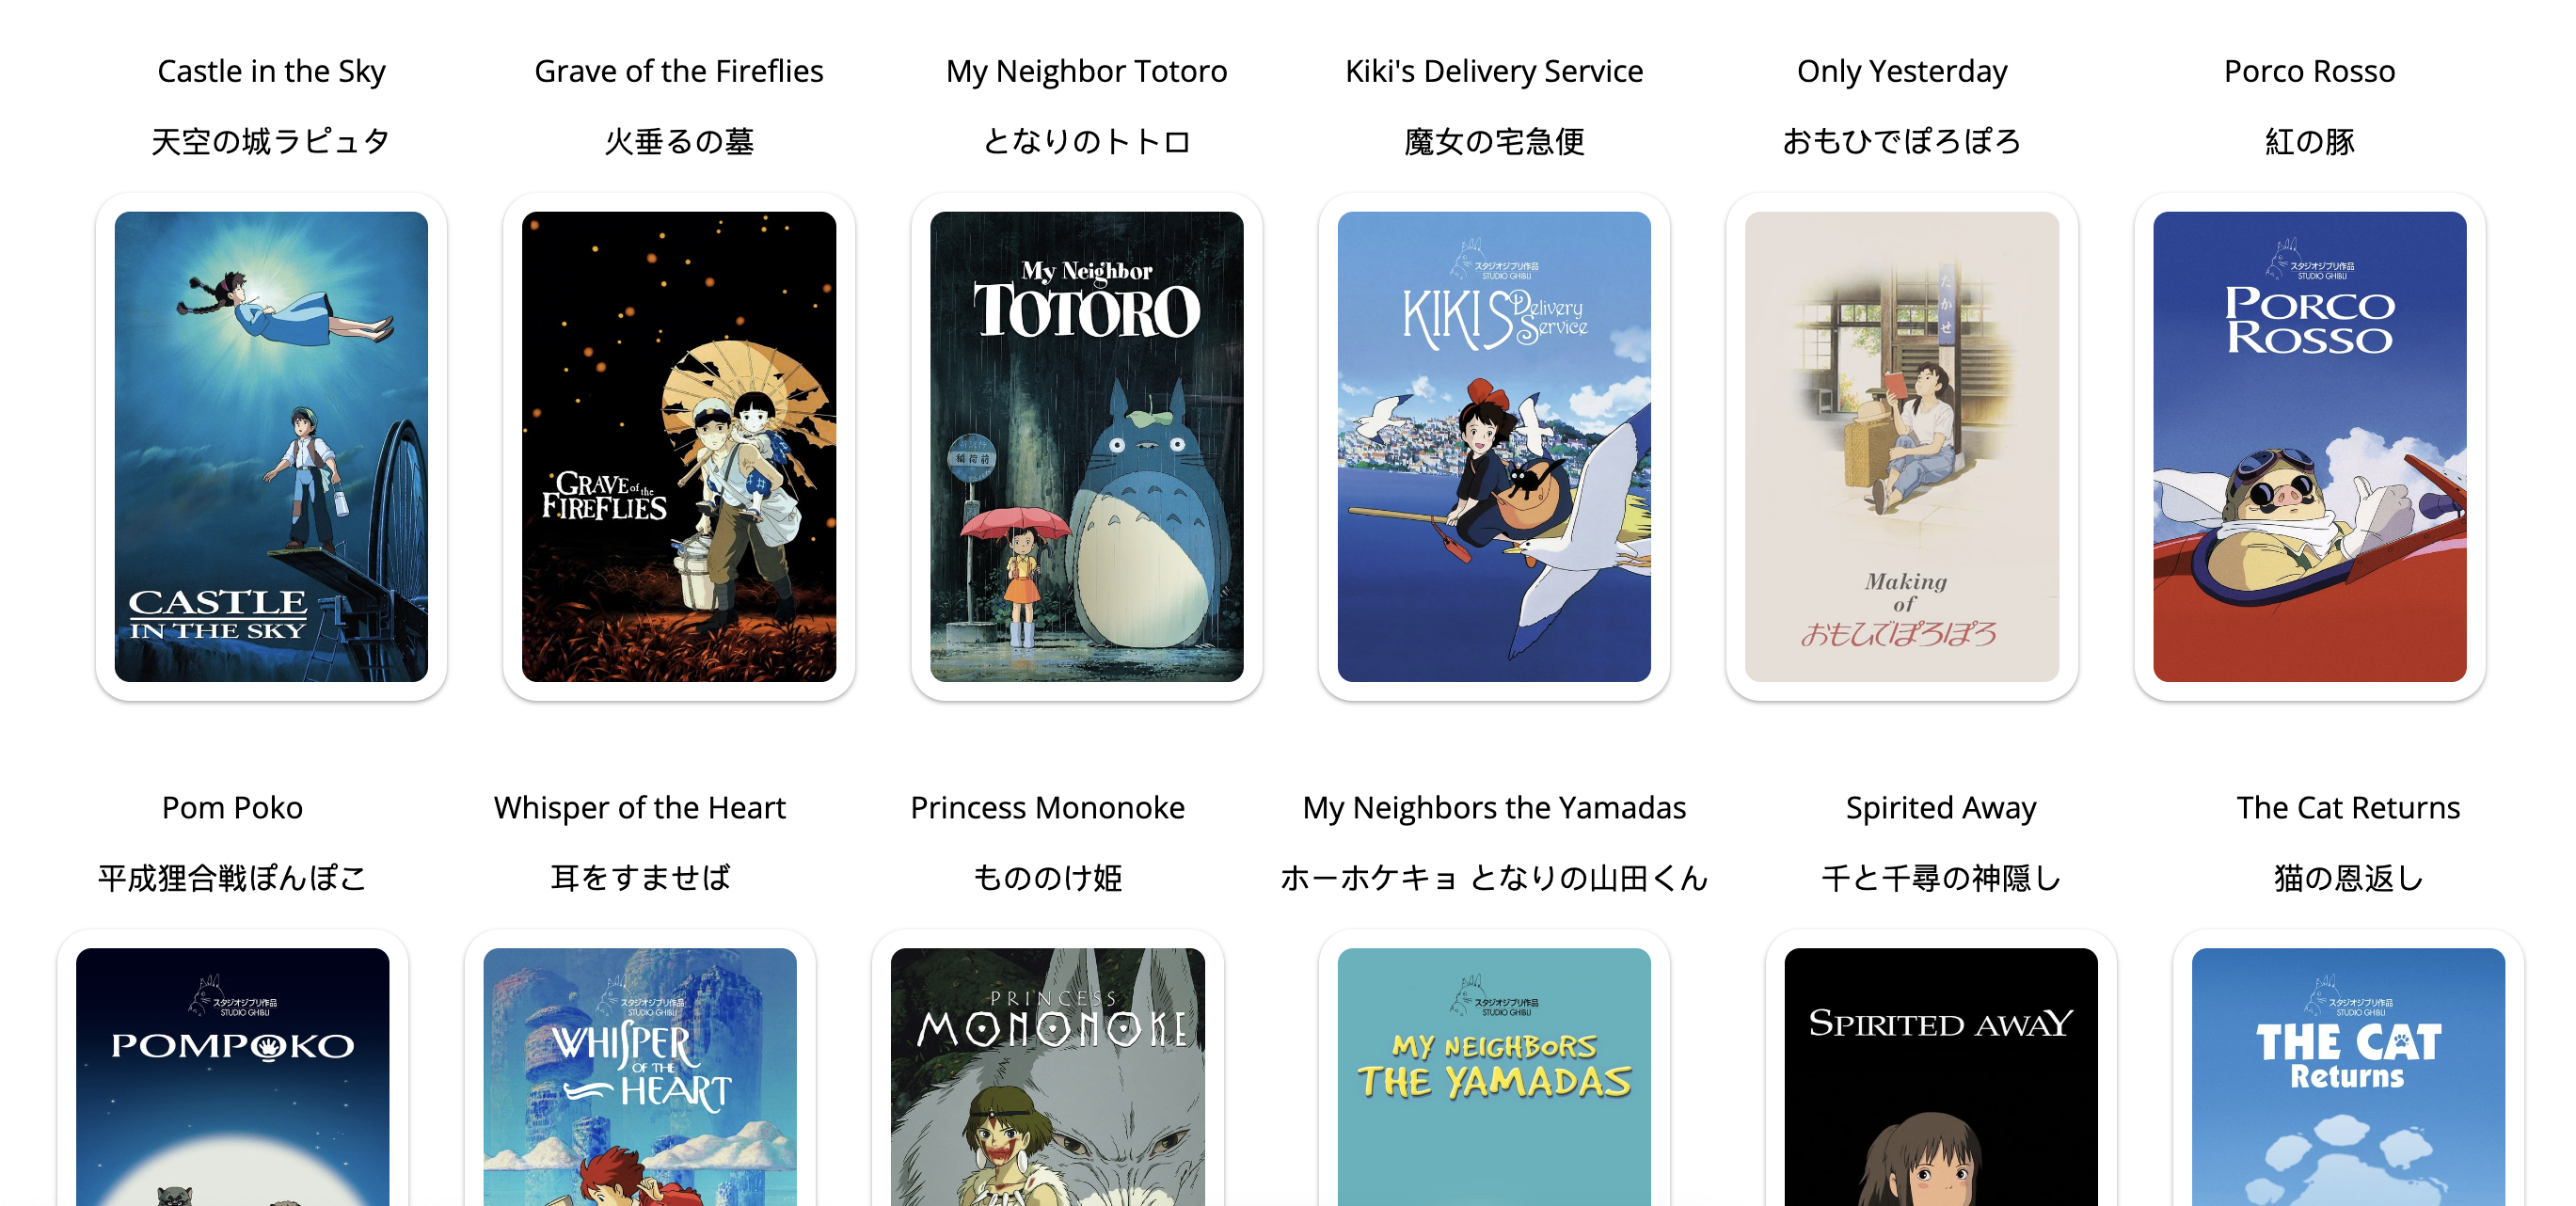 Castle in the Sky
天空の城ラピュタ
CASTLE
IN THE SKY
Grave of the Fireflies
火垂るの墓
GRAVE of the
FIREFLIES
My Neighbor Totoro
となりのトトロ
My Neighbor
TOTORO
稲荷前
Kiki's Delivery Service
魔女の宅急便
スタジオジブリ作品
STUDIO GHIBLI
KIKI'S Delivery
Service
Only Yesterday
おもひでぽろぽろ
たかせ
Making
of
おもひでぽろぽろ
Porco Rosso
紅の豚
スタジオジブリ作品
STUDIO GHIBLI
PORCO
ROSSO
Pom Poko
平成狸合戦ぽんぽこ
スタジオジブリ作品
STUDIO GHIBLI
POMPOKO
Whisper of the Heart
耳をすませば
スタジオジブリ作品
STUDIO GHIBLI
WHISPER
OF THE
HEART
Princess Mononoke
もののけ姫
PRINCESS
MONONOKE
My Neighbors the Yamadas
ホーホケキョ となりの山田くん
スタジオジブリ作品
STUDIO GHIBLI
MY NEIGHBORS
THE YAMADAS
Spirited Away
千と千尋の神隠し
SPIRITED AWAY
The Cat Returns
猫の恩返し
スタジオジブリ作品
STUDIO GHIBLI
THE CAT
Returns